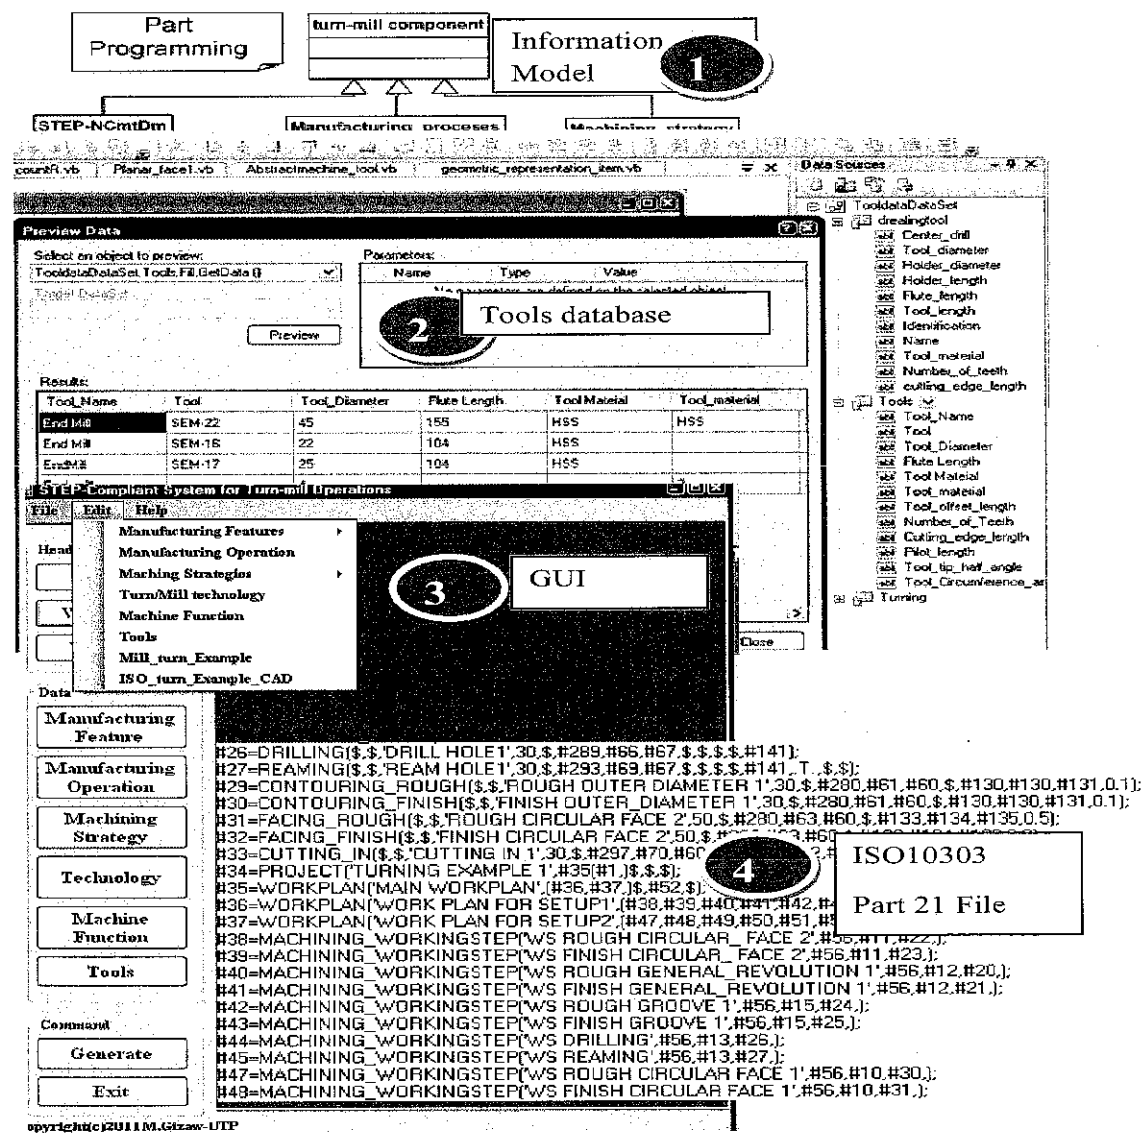 Part
Programming
turn-mill component
Information
Model
1
STEP-NCmtDm
Manufacturing proceses
Machining strategy
countR.vb
Planar_face1.vb
Abstractmachine_tool.vb
geometric_representation_item.vb
Data Sources
TooldataDataSet
drealingtool
Center_drill
Tool_diameter
Holder_diameter
Holder_length
Flute_length
Tool_length
Identification
Name
Tool_material
Number_of_teeth
cutting_edge_length
Tools
Tool_Name
Tool
Tool_Diameter
Flute Length
Tool Mateial
Tool_material
Tool_offset_length
Number_of_Teeth
Cutting_edge_length
Pilot_length
Tool_tip_half_angle
Tool_Circumference_an
Turning
Preview Data
Select an object to preview:
TooldataDataSet.Tools.Fill,GetData ()
Target DataSet
Preview
Parameters:
Name Type Value
No parameters are defined on the selected object.
2
Tools database
Results:
Tool_Name Tool Tool_Diameter Flute Length Tool Mateial Tool_material
End Mill SEM-22 45 155 HSS HSS
End Mill SEM-16 22 104 HSS
EndMill SEM-17 25 104 HSS
STEP-Compliant System for Turn-mill Operations
File Edit Help
Manufacturing Features
Manufacturing Operation
Maching Strategies
Turn/Mill technology
Machine Function
Tools
Mill_turn_Example
ISO_turn_Example_CAD
Head
V
3
GUI
Close
Data
Manufacturing
Feature
Manufacturing
Operation
Machining
Strategy
Technology
Machine
Function
Tools
Command
Generate
Exit
#26=DRILLING($,$,'DRILL HOLE1',30,$,#289,#66,#67,$,$,$,$,#141);
#27=REAMING($,$,'REAM HOLE1',30,$,#293,#69,#67,$,$,$,$,#141,.T.,$,$);
#29=CONTOURING_ROUGH($,$,'ROUGH OUTER DIAMETER 1',30,$,#280,#61,#60,$,#130,#130,#131,0.1);
#30=CONTOURING_FINISH($,$,'FINISH OUTER_DIAMETER 1',30,$,#280,#61,#60,$,#130,#130,#131,0.1);
#31=FACING_ROUGH($,$,'ROUGH CIRCULAR FACE 2',50,$,#280,#63,#60,$,#133,#134,#135,0.5);
#32=FACING_FINISH($,$,'FINISH CIRCULAR FACE 2',50,$,
#33=CUTTING_IN($,$,'CUTTING IN 1',30,$,#297,#70,#60
#34=PROJECT('TURNING EXAMPLE 1',#35(#1,)$,$,$);
#35=WORKPLAN('MAIN WORKPLAN',(#36,#37,)$,#52,$);
#36=WORKPLAN('WORK PLAN FOR SETUP1',(#38,#39,#40,#41,#42,#4
#37=WORKPLAN('WORK PLAN FOR SETUP2',(#47,#48,#49,#50,#51,#5
#38=MACHINING_WORKINGSTEP('WS ROUGH CIRCULAR_ FACE 2',#56,#11,#22,);
#39=MACHINING_WORKINGSTEP('WS FINISH CIRCULAR_ FACE 2',#56,#11,#23,);
#40=MACHINING_WORKINGSTEP('WS ROUGH GENERAL_REVOLUTION 1',#56,#12,#20,);
#41=MACHINING_WORKINGSTEP('WS FINISH GENERAL_REVOLUTION 1',#56,#12,#21,);
#42=MACHINING_WORKINGSTEP('WS ROUGH GROOVE 1',#56,#15,#24,);
#43=MACHINING_WORKINGSTEP('WS FINISH GROOVE 1',#56,#15,#25,);
#44=MACHINING_WORKINGSTEP('WS DRILLING',#56,#13,#26,);
#45=MACHINING_WORKINGSTEP('WS REAMING',#56,#13,#27,);
#47=MACHINING_WORKINGSTEP('WS ROUGH CIRCULAR FACE 1',#56,#10,#30,);
#48=MACHINING_WORKINGSTEP('WS FINISH CIRCULAR FACE 1',#56,#10,#31,);
4
ISO10303
Part 21 File
opyright(c)2011M.Gizaw-UTP